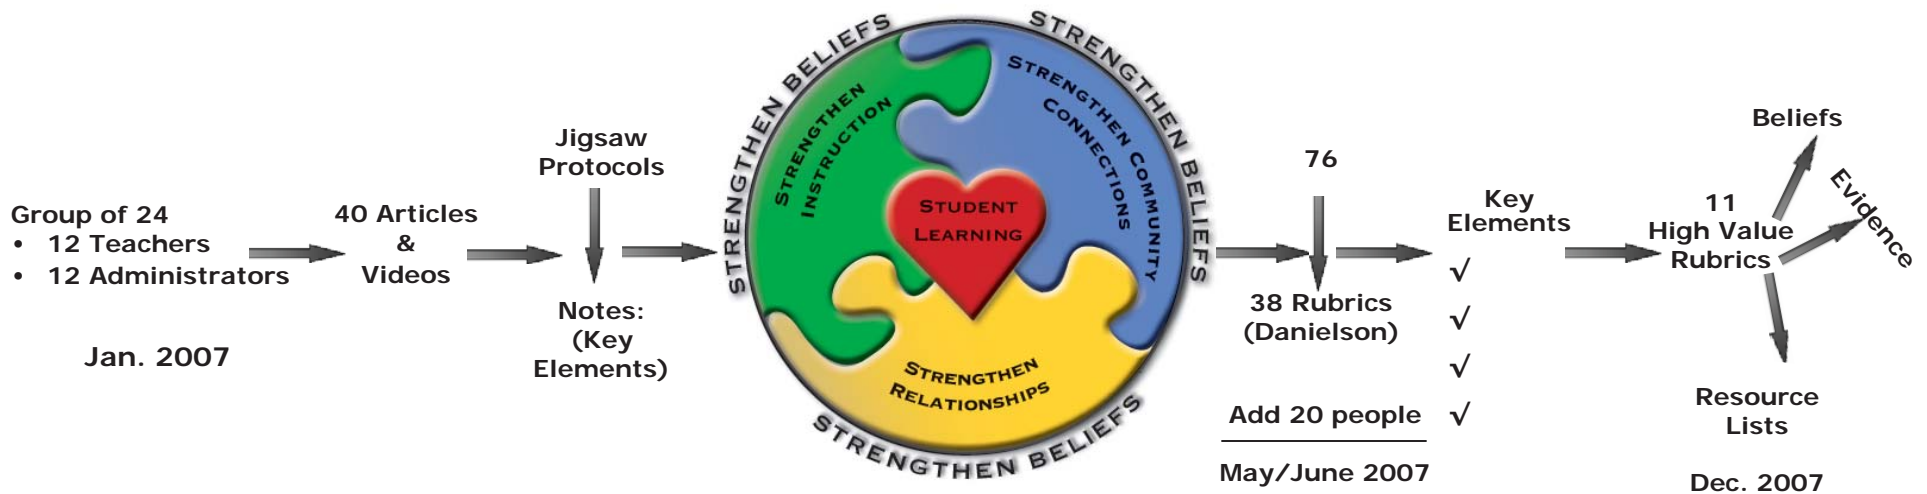 Group of 24
• 12 Teachers
• 12 Administrators
Jan. 2007
40 Articles
&
Videos
Jigsaw
Protocols
Notes:
(Key
Elements)
STRENGTHEN BELIEFS
STRENGTHEN BELIEFS
STRENGTHEN BELIEFS
STRENGTHEN
INSTRUCTION
STRENGTHEN COMMUNITY
CONNECTIONS
STUDENT
LEARNING
STRENGTHEN
RELATIONSHIPS
76
38 Rubrics
(Danielson)
Add 20 people
May/June 2007
Key
Elements
√
√
√
√
11
High Value
Rubrics
Beliefs
Evidence
Resource
Lists
Dec. 2007